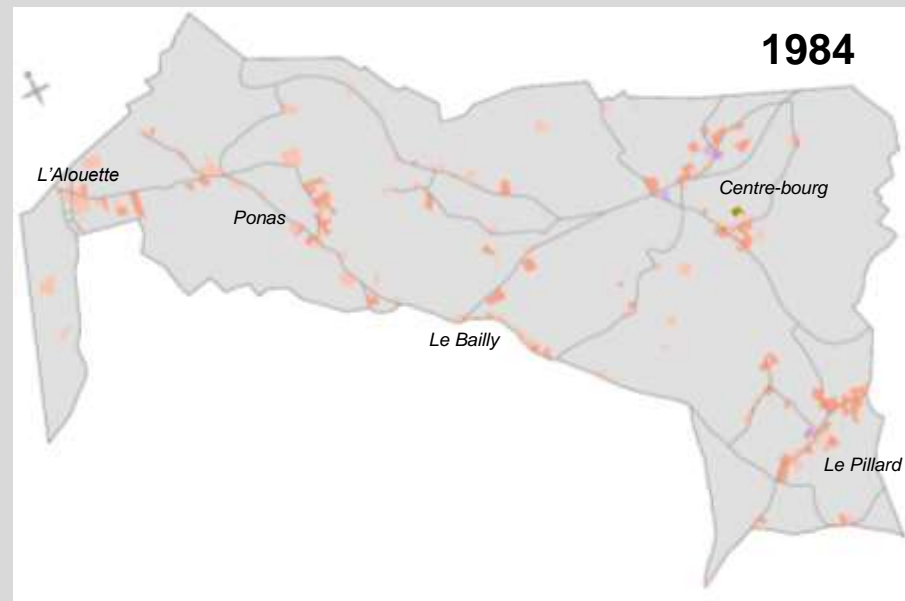 1984
L'Alouette
Centre-bourg
Ponas
Le Bailly
Le Pillard